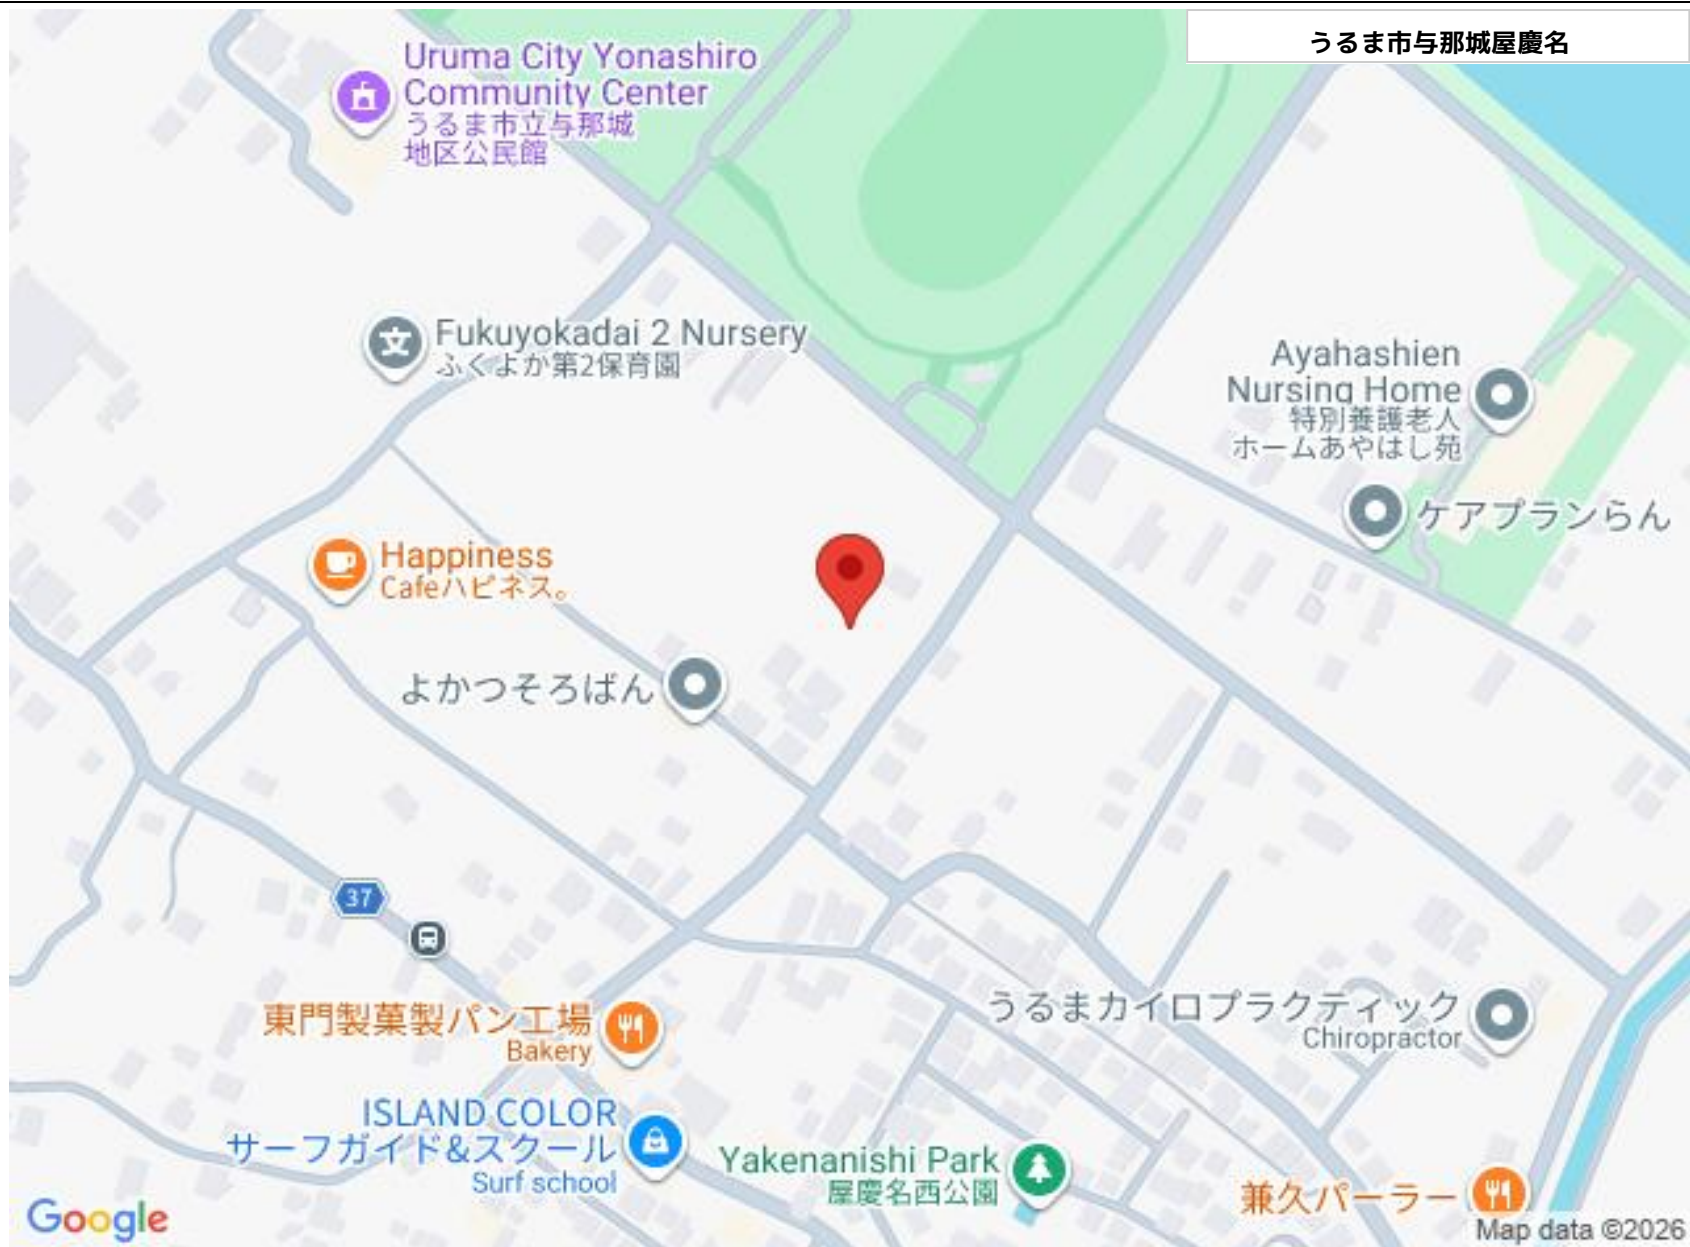 うるま市与那城屋慶名
Uruma City Yonashiro
Community Center
うるま市立与那城
地区公民館
Fukuyokadai 2 Nursery
ふくよか第2保育園
Ayahashien
Nursing Home
特別養護老人
ホームあやはし苑
ケアプランらん
Happiness
Cafeハピネス。
よかつそろばん
37
東門製菓製パン工場
Bakery
うるまカイロプラクティック
Chiropractor
ISLAND COLOR
サーフガイド&スクール
Surf school
Yakenanishi Park
屋慶名西公園
兼久パーラー
Google
Map data ©2026